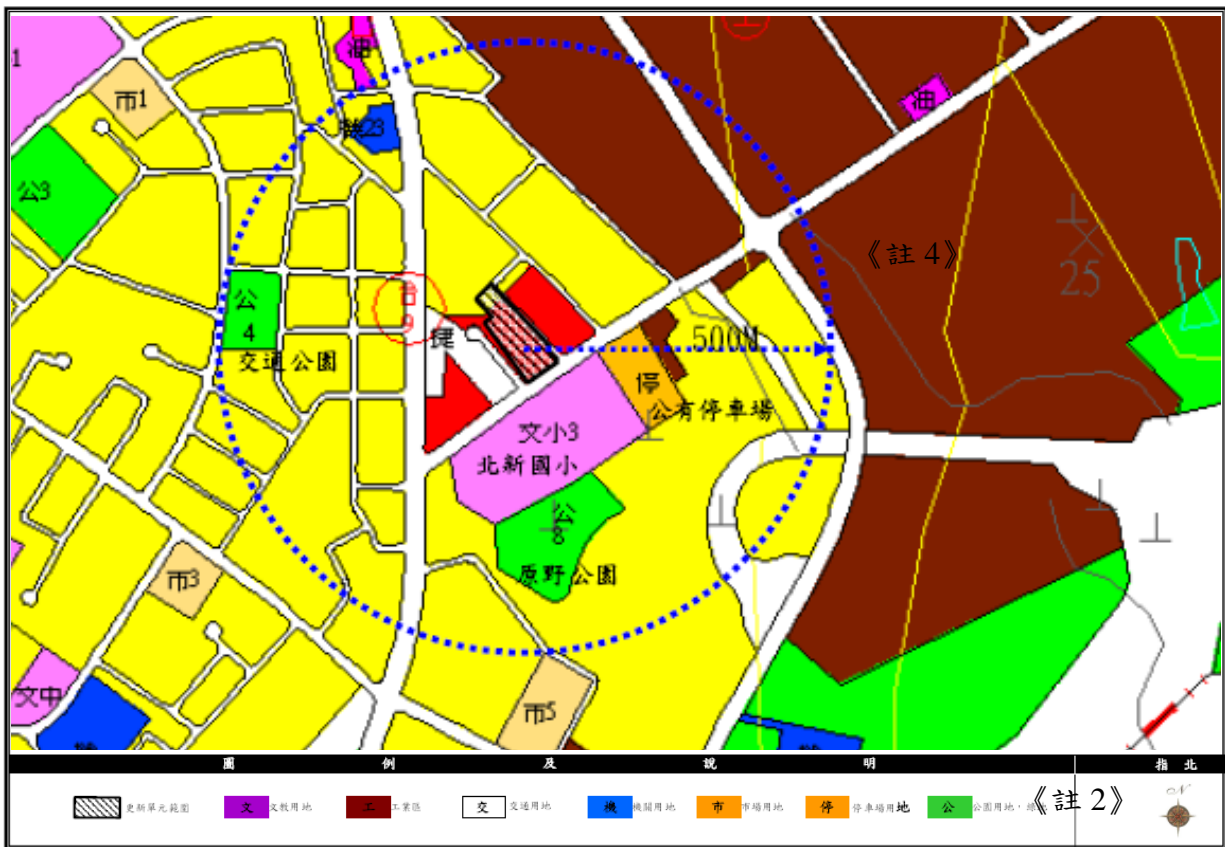 油
市1
機23
油
公3
《註 4》
25
公
4
交通公園
台
9
捷
500M
停
公有停車場
文小3
北新國小
公
8
原野公園
市3
文中
市5
圖 例 及 說 明
指 北
更新單元範圍
文 文教用地
工 工業區
交 交通用地
機 機關用地
市 市場用地
停 停車場用地
公 公園用地,綠地
《註 2》
N